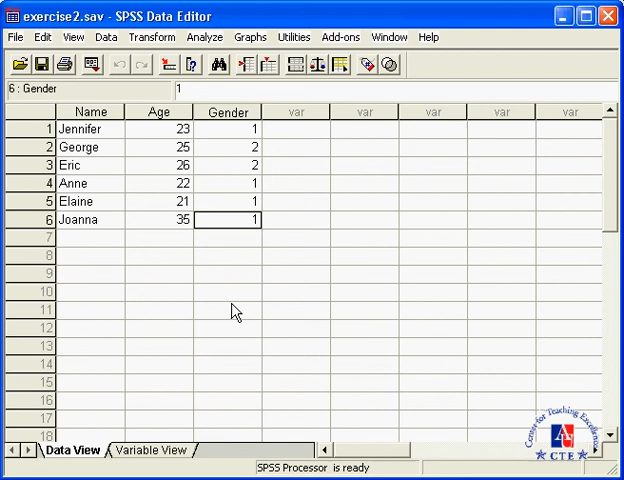 exercise2.sav - SPSS Data Editor
File Edit View Data Transform Analyze Graphs Utilities Add-ons Window Help
6 : Gender 1
Name Age Gender var var var var var
1 Jennifer 23 1
2 George 25 2
3 Eric 26 2
4 Anne 22 1
5 Elaine 21 1
6 Joanna 35 1
7
8
9
10
11
12
13
14
15
16
17
18
Data View Variable View
SPSS Processor is ready
Center for Teaching Excellence
CTE